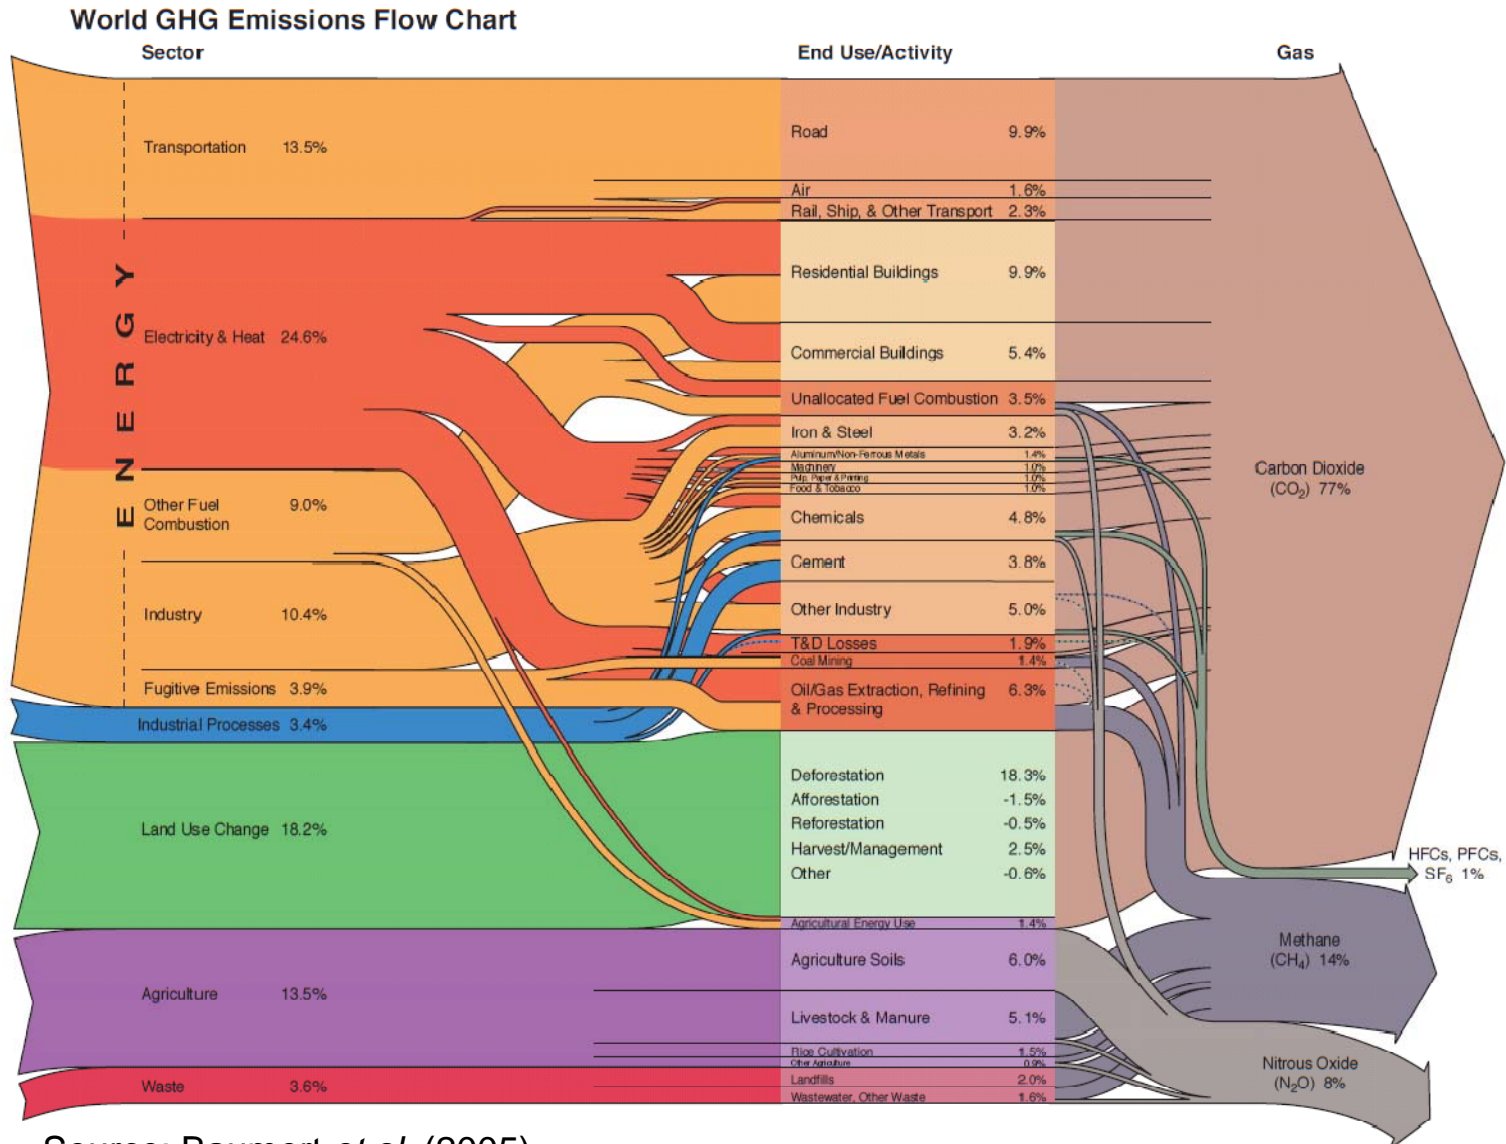 World GHG Emissions Flow Chart
Sector
End Use/Activity
Gas
ENERGY
Transportation 13.5%
Electricity & Heat 24.6%
Other Fuel
Combustion 9.0%
Industry 10.4%
Fugitive Emissions 3.9%
Industrial Processes 3.4%
Land Use Change 18.2%
Agriculture 13.5%
Waste 3.6%
Road 9.9%
Air 1.6%
Rail, Ship, & Other Transport 2.3%
Residential Buildings 9.9%
Commercial Buildings 5.4%
Unallocated Fuel Combustion 3.5%
Iron & Steel 3.2%
Aluminum/Non-Ferrous Metals 1.4%
Machinery 1.0%
Pulp, Paper & Printing 1.0%
Food & Tobacco 1.0%
Chemicals 4.8%
Cement 3.8%
Other Industry 5.0%
T&D Losses 1.9%
Coal Mining 1.4%
Oil/Gas Extraction, Refining 6.3%
& Processing
Deforestation 18.3%
Afforestation -1.5%
Reforestation -0.5%
Harvest/Management 2.5%
Other -0.6%
Agricultural Energy Use 1.4%
Agriculture Soils 6.0%
Livestock & Manure 5.1%
Rice Cultivation 1.5%
Other Agriculture 0.9%
Landfills 2.0%
Wastewater, Other Waste 1.6%
Carbon Dioxide
(CO₂) 77%
HFCs, PFCs,
SF₆ 1%
Methane
(CH₄) 14%
Nitrous Oxide
(N₂O) 8%
Source: Baumert et al. (2005)